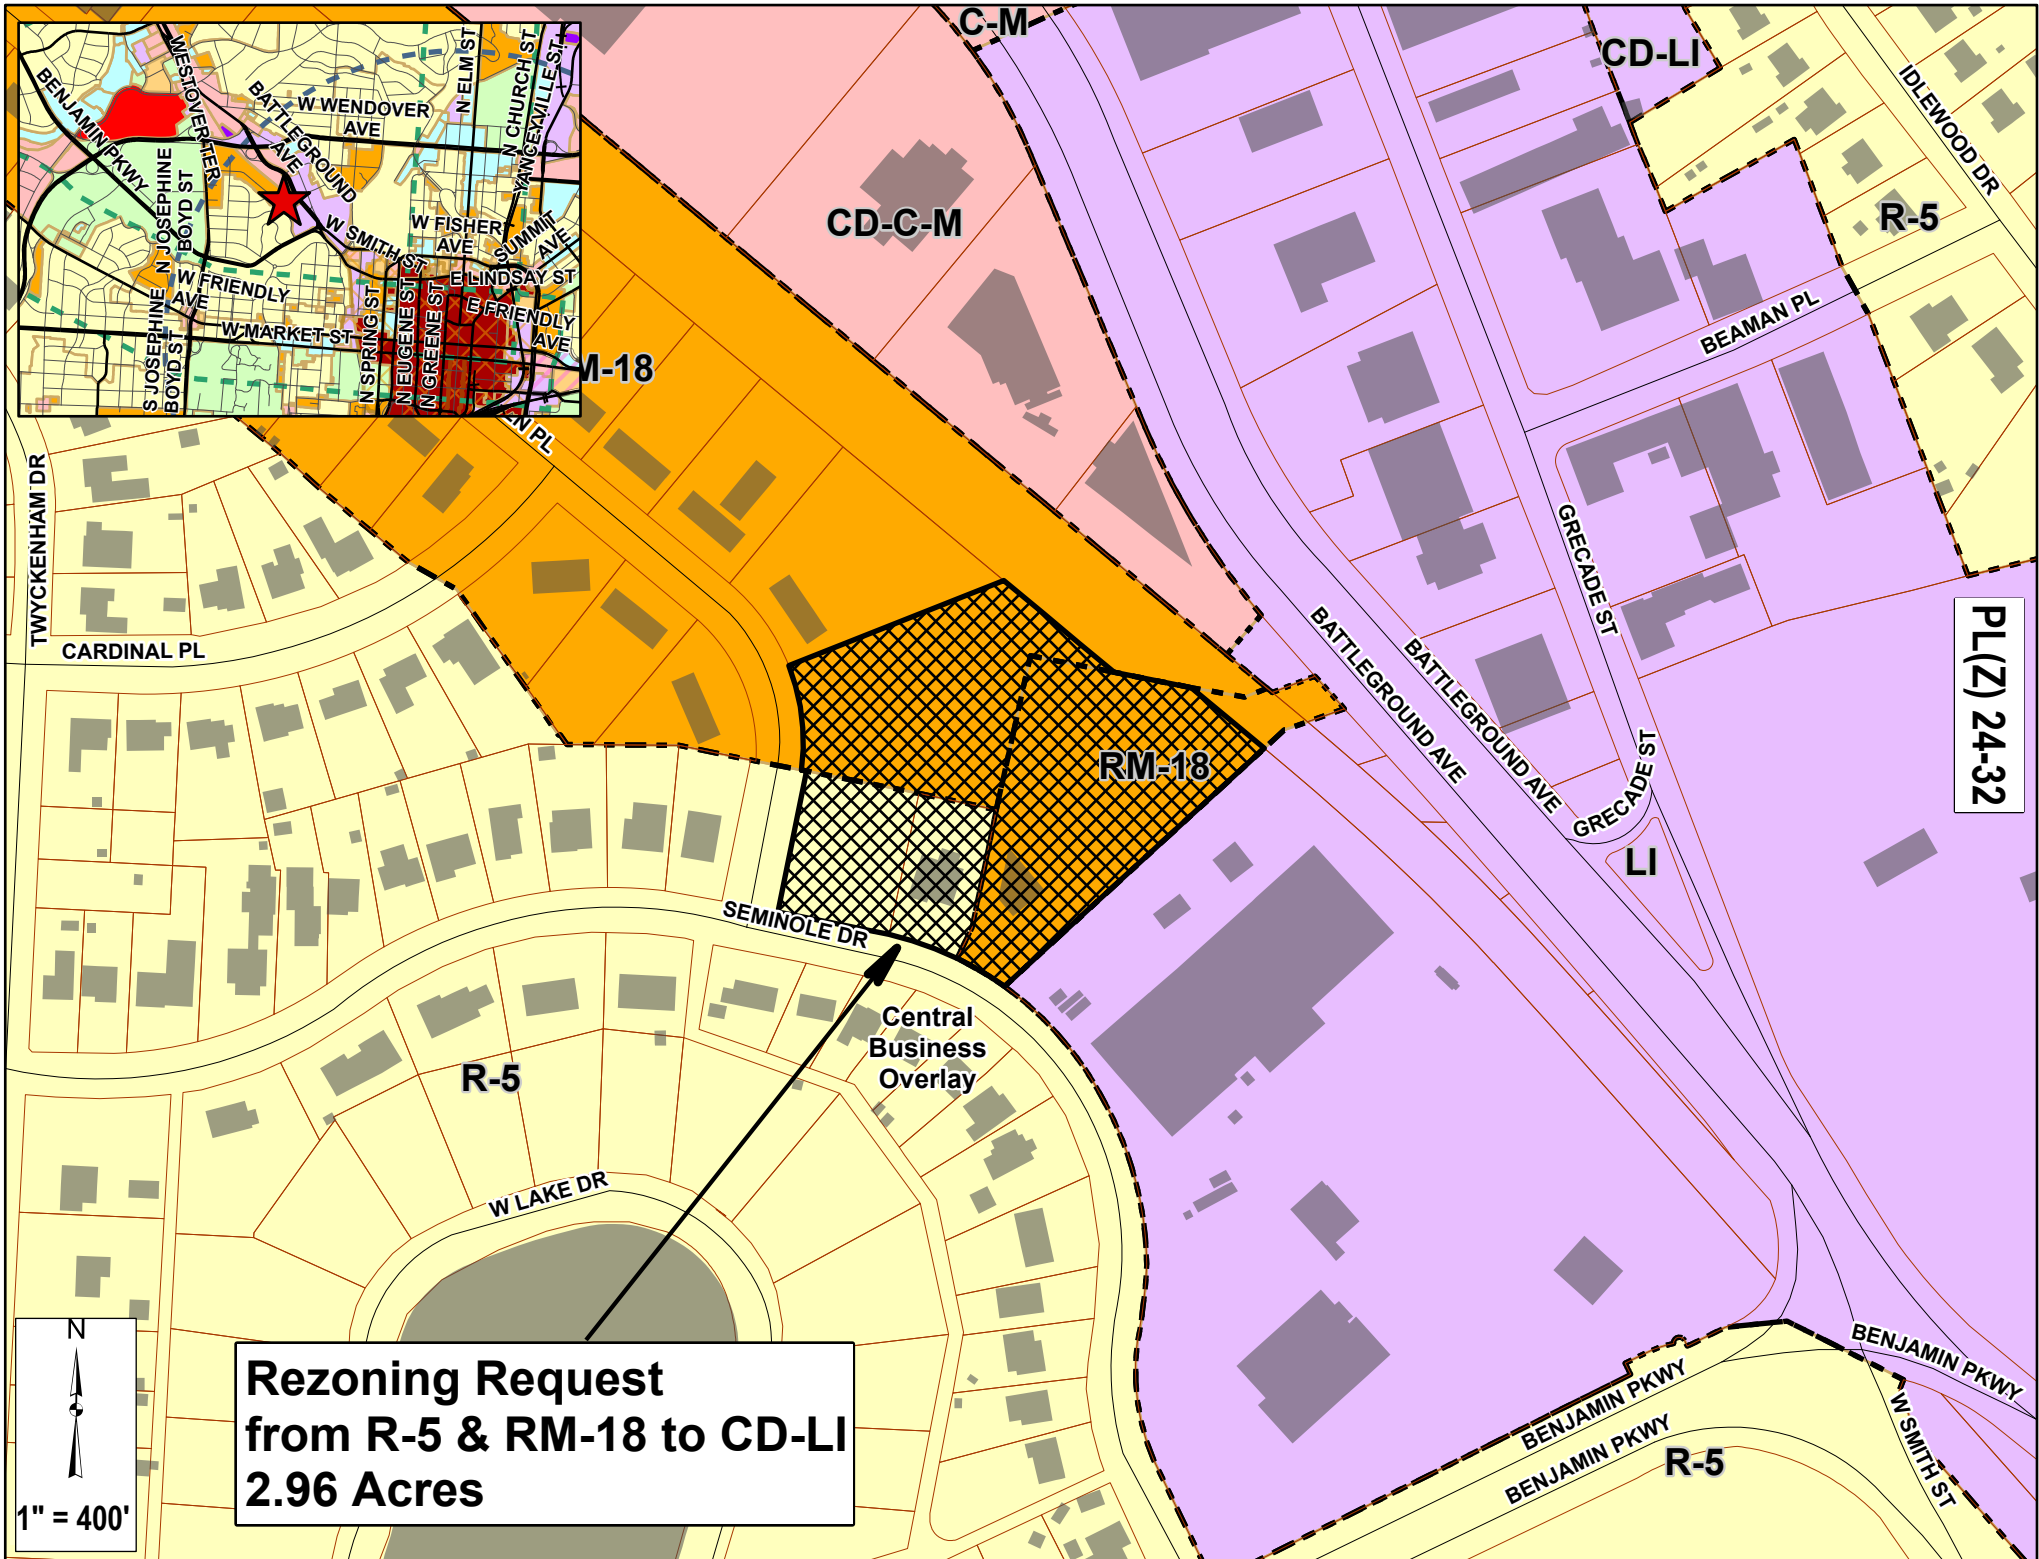 C-M
CD-LI
IDLEWOOD DR
R-5
CD-C-M
BEAMAN PL
WESTOVER TER
BENJAMIN PKWY
BATTLEGROUND
AVE
W WENDOVER
AVE
N ELM ST
N CHURCH ST
YANCEYVILLE ST
N JOSEPHINE
BOYD ST
W SMITH ST
W FISHER
AVE
SUMMIT
AVE
E LINDSAY ST
W FRIENDLY
AVE
E FRIENDLY
AVE
W MARKET ST
S JOSEPHINE
BOYD ST
N SPRING ST
N EUGENE ST
N GREENE ST
M-18
EN PL
TWYCKENHAM DR
CARDINAL PL
GRECADE ST
BATTLEGROUND AVE
BATTLEGROUND AVE
GRECADE ST
PL(Z) 24-32
RM-18
LI
SEMINOLE DR
Central
Business
Overlay
R-5
W LAKE DR
N
1" = 400'
Rezoning Request
from R-5 & RM-18 to CD-LI
2.96 Acres
BENJAMIN PKWY
BENJAMIN PKWY
BENJAMIN PKWY
W SMITH ST
R-5